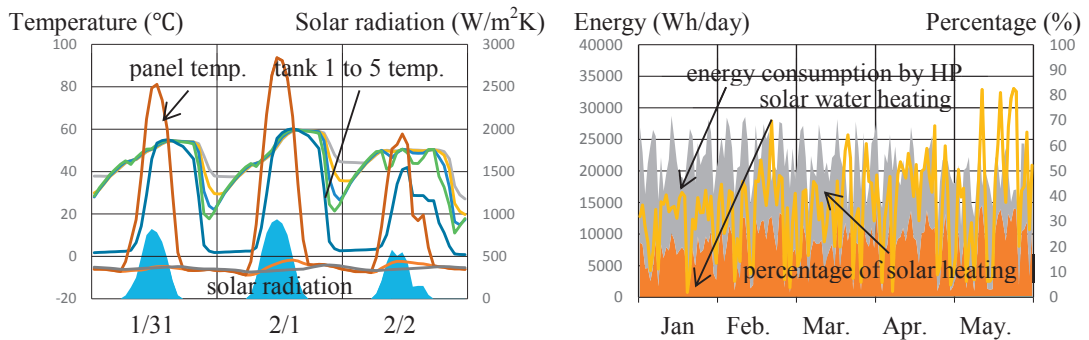 Temperature (℃) Solar radiation (W/m²K)
100 3000
panel temp. tank 1 to 5 temp.
80 2500
60 2000
40 1500
20 1000
0 500
solar radiation
-20 0
1/31 2/1 2/2
Energy (Wh/day) Percentage (%)
40000 100
35000 90
energy consumption by HP
80
30000 solar water heating
70
25000
60
20000 50
15000 40
30
10000
percentage of solar heating
20
5000
10
0 0
Jan Feb. Mar. Apr. May.